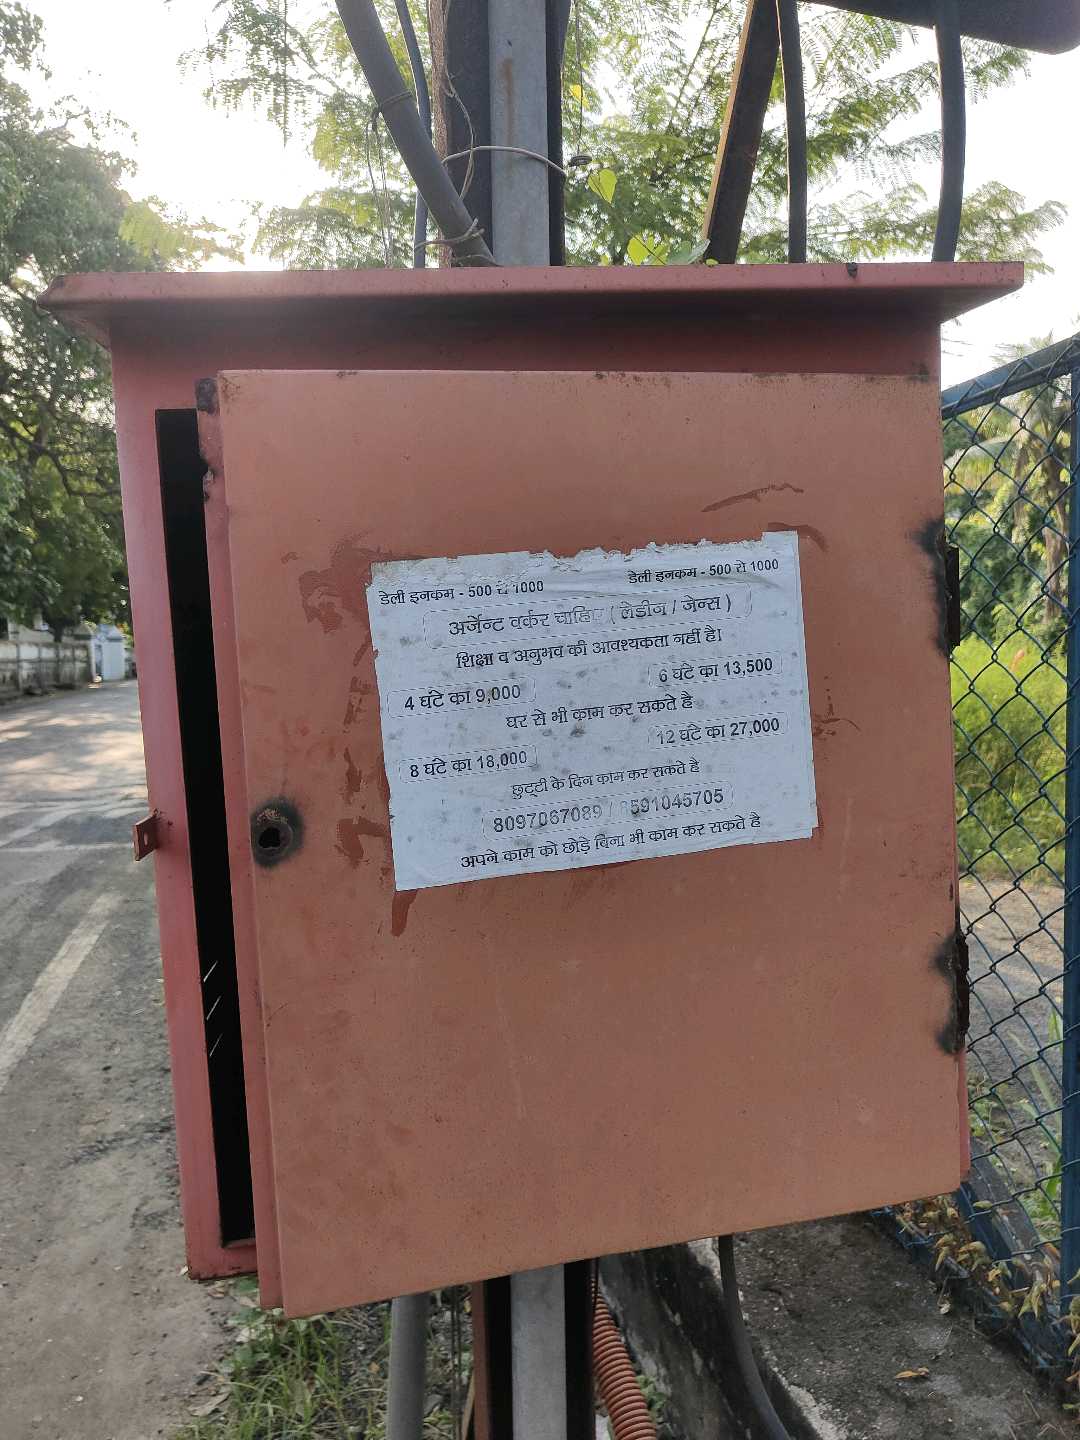 डेली इनकम - 500 से 1000 डेली इनकम - 500 से 1000
अर्जेन्ट वर्कर चाहिए ( लेडीज / जेन्स )
शिक्षा व अनुभव की आवश्यकता नहीं है।
4 घंटे का 9,000 6 घंटे का 13,500
घर से भी काम कर सकते है
8 घंटे का 18,000 12 घंटे का 27,000
छुट्टी के दिन काम कर सकते है
8097067089 / 8591045705
अपने काम को छोड़े बिना भी काम कर सकते है